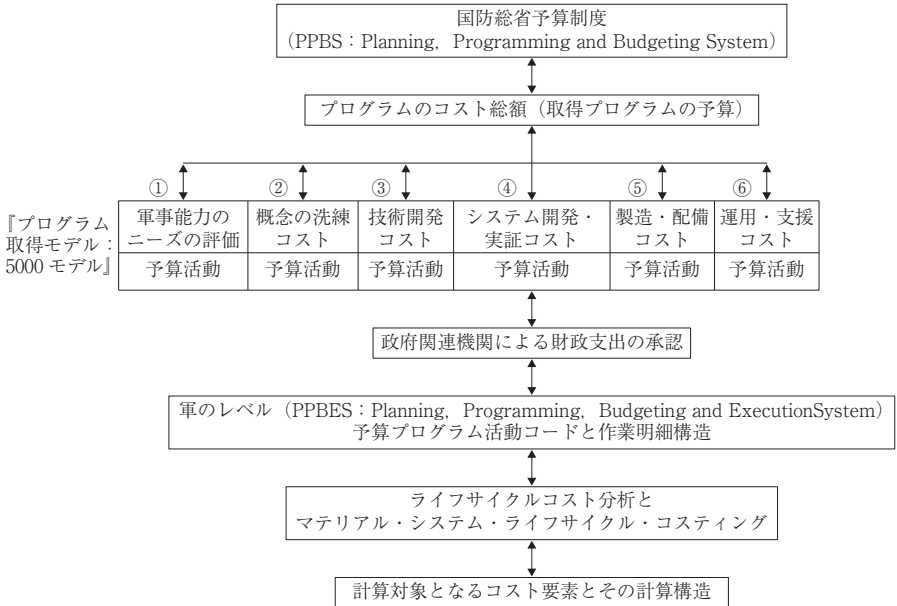 国防総省予算制度
（PPBS：Planning, Programming and Budgeting System）
プログラムのコスト総額（取得プログラムの予算）
① ② ③ ④ ⑤ ⑥
『プログラム
取得モデル：
5000 モデル』
軍事能力の
ニーズの評価
予算活動
概念の洗練
コスト
予算活動
技術開発
コスト
予算活動
システム開発・
実証コスト
予算活動
製造・配備
コスト
予算活動
運用・支援
コスト
予算活動
政府関連機関による財政支出の承認
軍のレベル（PPBES：Planning, Programming, Budgeting and ExecutionSystem）
予算プログラム活動コードと作業明細構造
ライフサイクルコスト分析と
マテリアル・システム・ライフサイクル・コスティング
計算対象となるコスト要素とその計算構造